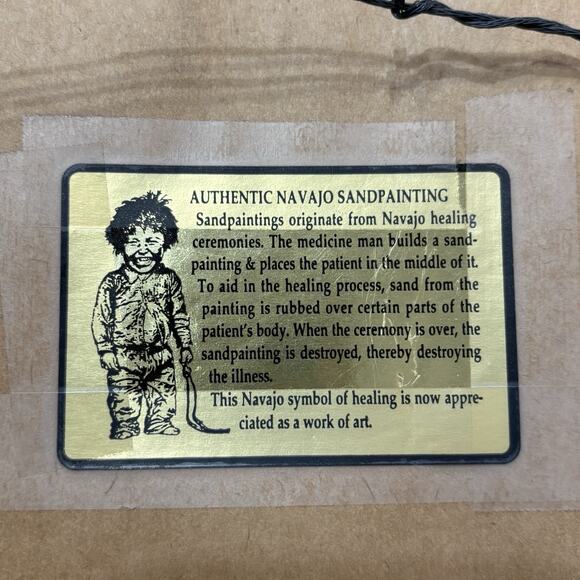 AUTHENTIC NAVAJO SANDPAINTING
Sandpaintings originate from Navajo healing
ceremonies. The medicine man builds a sand-
painting & places the patient in the middle of it.
To aid in the healing process, sand from the
painting is rubbed over certain parts of the
patient's body. When the ceremony is over, the
sandpainting is destroyed, thereby destroying
the illness.
This Navajo symbol of healing is now appre-
ciated as a work of art.